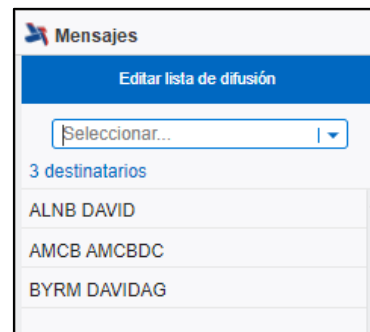 Mensajes
Editar lista de difusión
Seleccionar...
3 destinatarios
ALNB DAVID
AMCB AMCBDC
BYRM DAVIDAG